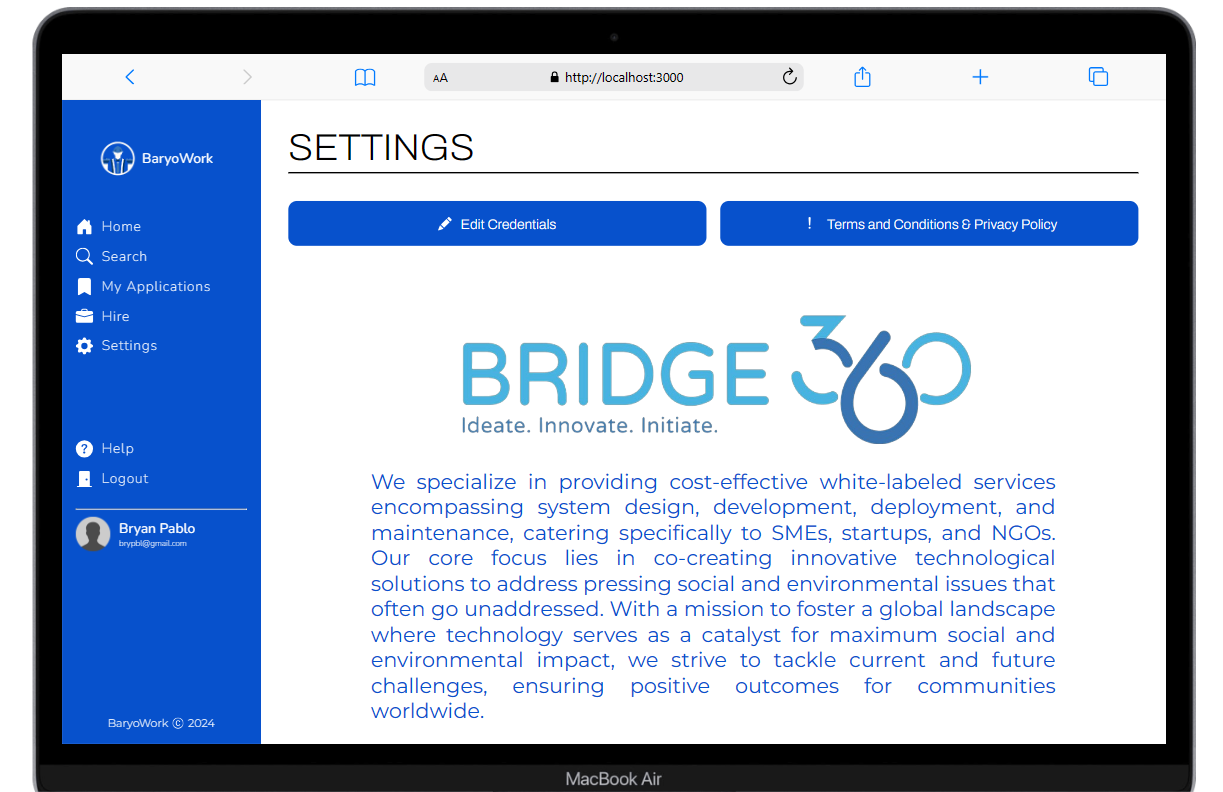 AA
http://localhost:3000
BaryoWork
Home
Search
My Applications
Hire
Settings
Help
Logout
Bryan Pablo
brypbl@gmail.com
BaryoWork © 2024
SETTINGS
Edit Credentials
! Terms and Conditions & Privacy Policy
BRIDGE 360
Ideate. Innovate. Initiate.
We specialize in providing cost-effective white-labeled services
encompassing system design, development, deployment, and
maintenance, catering specifically to SMEs, startups, and NGOs.
Our core focus lies in co-creating innovative technological
solutions to address pressing social and environmental issues that
often go unaddressed. With a mission to foster a global landscape
where technology serves as a catalyst for maximum social and
environmental impact, we strive to tackle current and future
challenges, ensuring positive outcomes for communities
worldwide.
MacBook Air